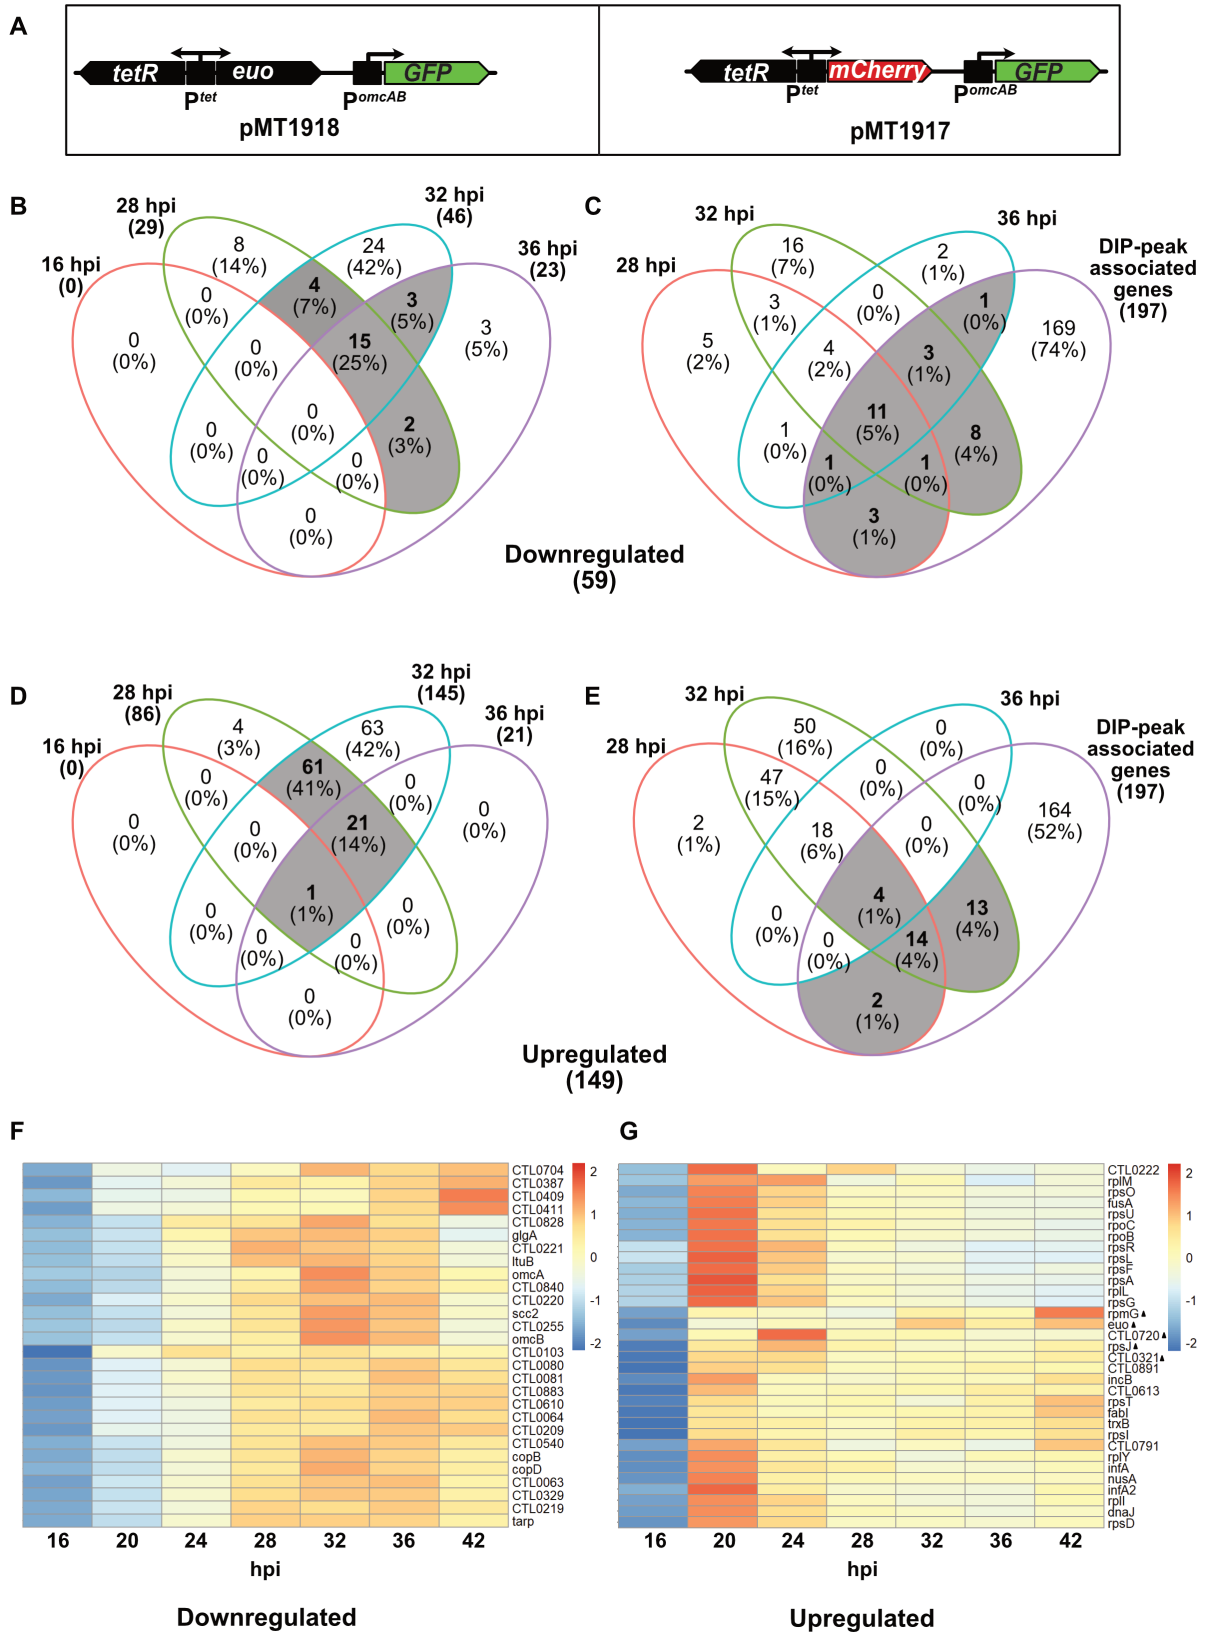 A
tetR
euo
GFP
Ptet
PomcAB
pMT1918
tetR
mCherry
GFP
Ptet
PomcAB
pMT1917
B
28 hpi
(29)
32 hpi
(46)
16 hpi
(0)
36 hpi
(23)
8
(14%)
24
(42%)
0
(0%)
4
(7%)
3
(5%)
0
(0%)
0
(0%)
15
(25%)
3
(5%)
0
(0%)
0
(0%)
2
(3%)
0
(0%)
0
(0%)
0
(0%)
Downregulated
(59)
C
32 hpi
36 hpi
28 hpi
DIP-peak
associated
genes
(197)
16
(7%)
2
(1%)
3
(1%)
0
(0%)
1
(0%)
5
(2%)
4
(2%)
3
(1%)
169
(74%)
1
(0%)
11
(5%)
8
(4%)
1
(0%)
1
(0%)
3
(1%)
D
28 hpi
(86)
32 hpi
(145)
16 hpi
(0)
36 hpi
(21)
4
(3%)
63
(42%)
0
(0%)
61
(41%)
0
(0%)
0
(0%)
0
(0%)
21
(14%)
0
(0%)
0
(0%)
1
(1%)
0
(0%)
0
(0%)
0
(0%)
0
(0%)
Upregulated
(149)
E
32 hpi
36 hpi
28 hpi
DIP-peak
associated
genes
(197)
50
(16%)
0
(0%)
47
(15%)
0
(0%)
0
(0%)
2
(1%)
18
(6%)
0
(0%)
164
(52%)
0
(0%)
4
(1%)
13
(4%)
0
(0%)
14
(4%)
2
(1%)
F
CTL0704
CTL0387
CTL0409
CTL0411
CTL0828
glgA
CTL0221
ltuB
omcA
CTL0840
CTL0220
scc2
CTL0255
omcB
CTL0103
CTL0080
CTL0081
CTL0883
CTL0610
CTL0064
CTL0209
CTL0540
copB
copD
CTL0063
CTL0329
CTL0219
tarp
2
1
0
-1
-2
16 20 24 28 32 36 42
hpi
Downregulated
G
CTL0222
rplM
rpsO
fusA
rpsU
rpoC
rpoB
rpsR
rpsL
rpsF
rpsA
rplL
rpsG
rpmG▲
euo▲
CTL0720▲
rpsJ▲
CTL0321▲
CTL0891
incB
CTL0613
rpsT
fabI
trxB
rpsI
CTL0791
rplY
infA
nusA
infA2
rplI
dnaJ
rpsD
2
1
0
-1
-2
16 20 24 28 32 36 42
hpi
Upregulated